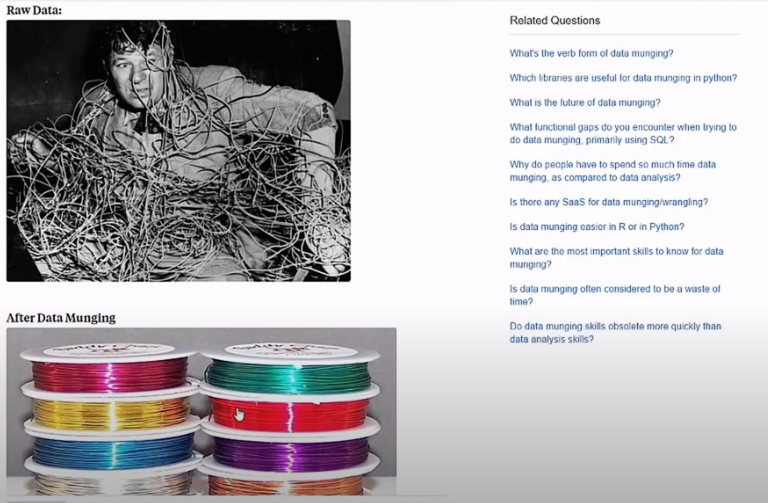 Raw Data:
After Data Munging
Related Questions
What's the verb form of data munging?
Which libraries are useful for data munging in python?
What is the future of data munging?
What functional gaps do you encounter when trying to
do data munging, primarily using SQL?
Why do people have to spend so much time data
munging, as compared to data analysis?
Is there any SaaS for data munging/wrangling?
Is data munging easier in R or in Python?
What are the most important skills to know for data
munging?
Is data munging often considered to be a waste of
time?
Do data munging skills obsolete more quickly than
data analysis skills?